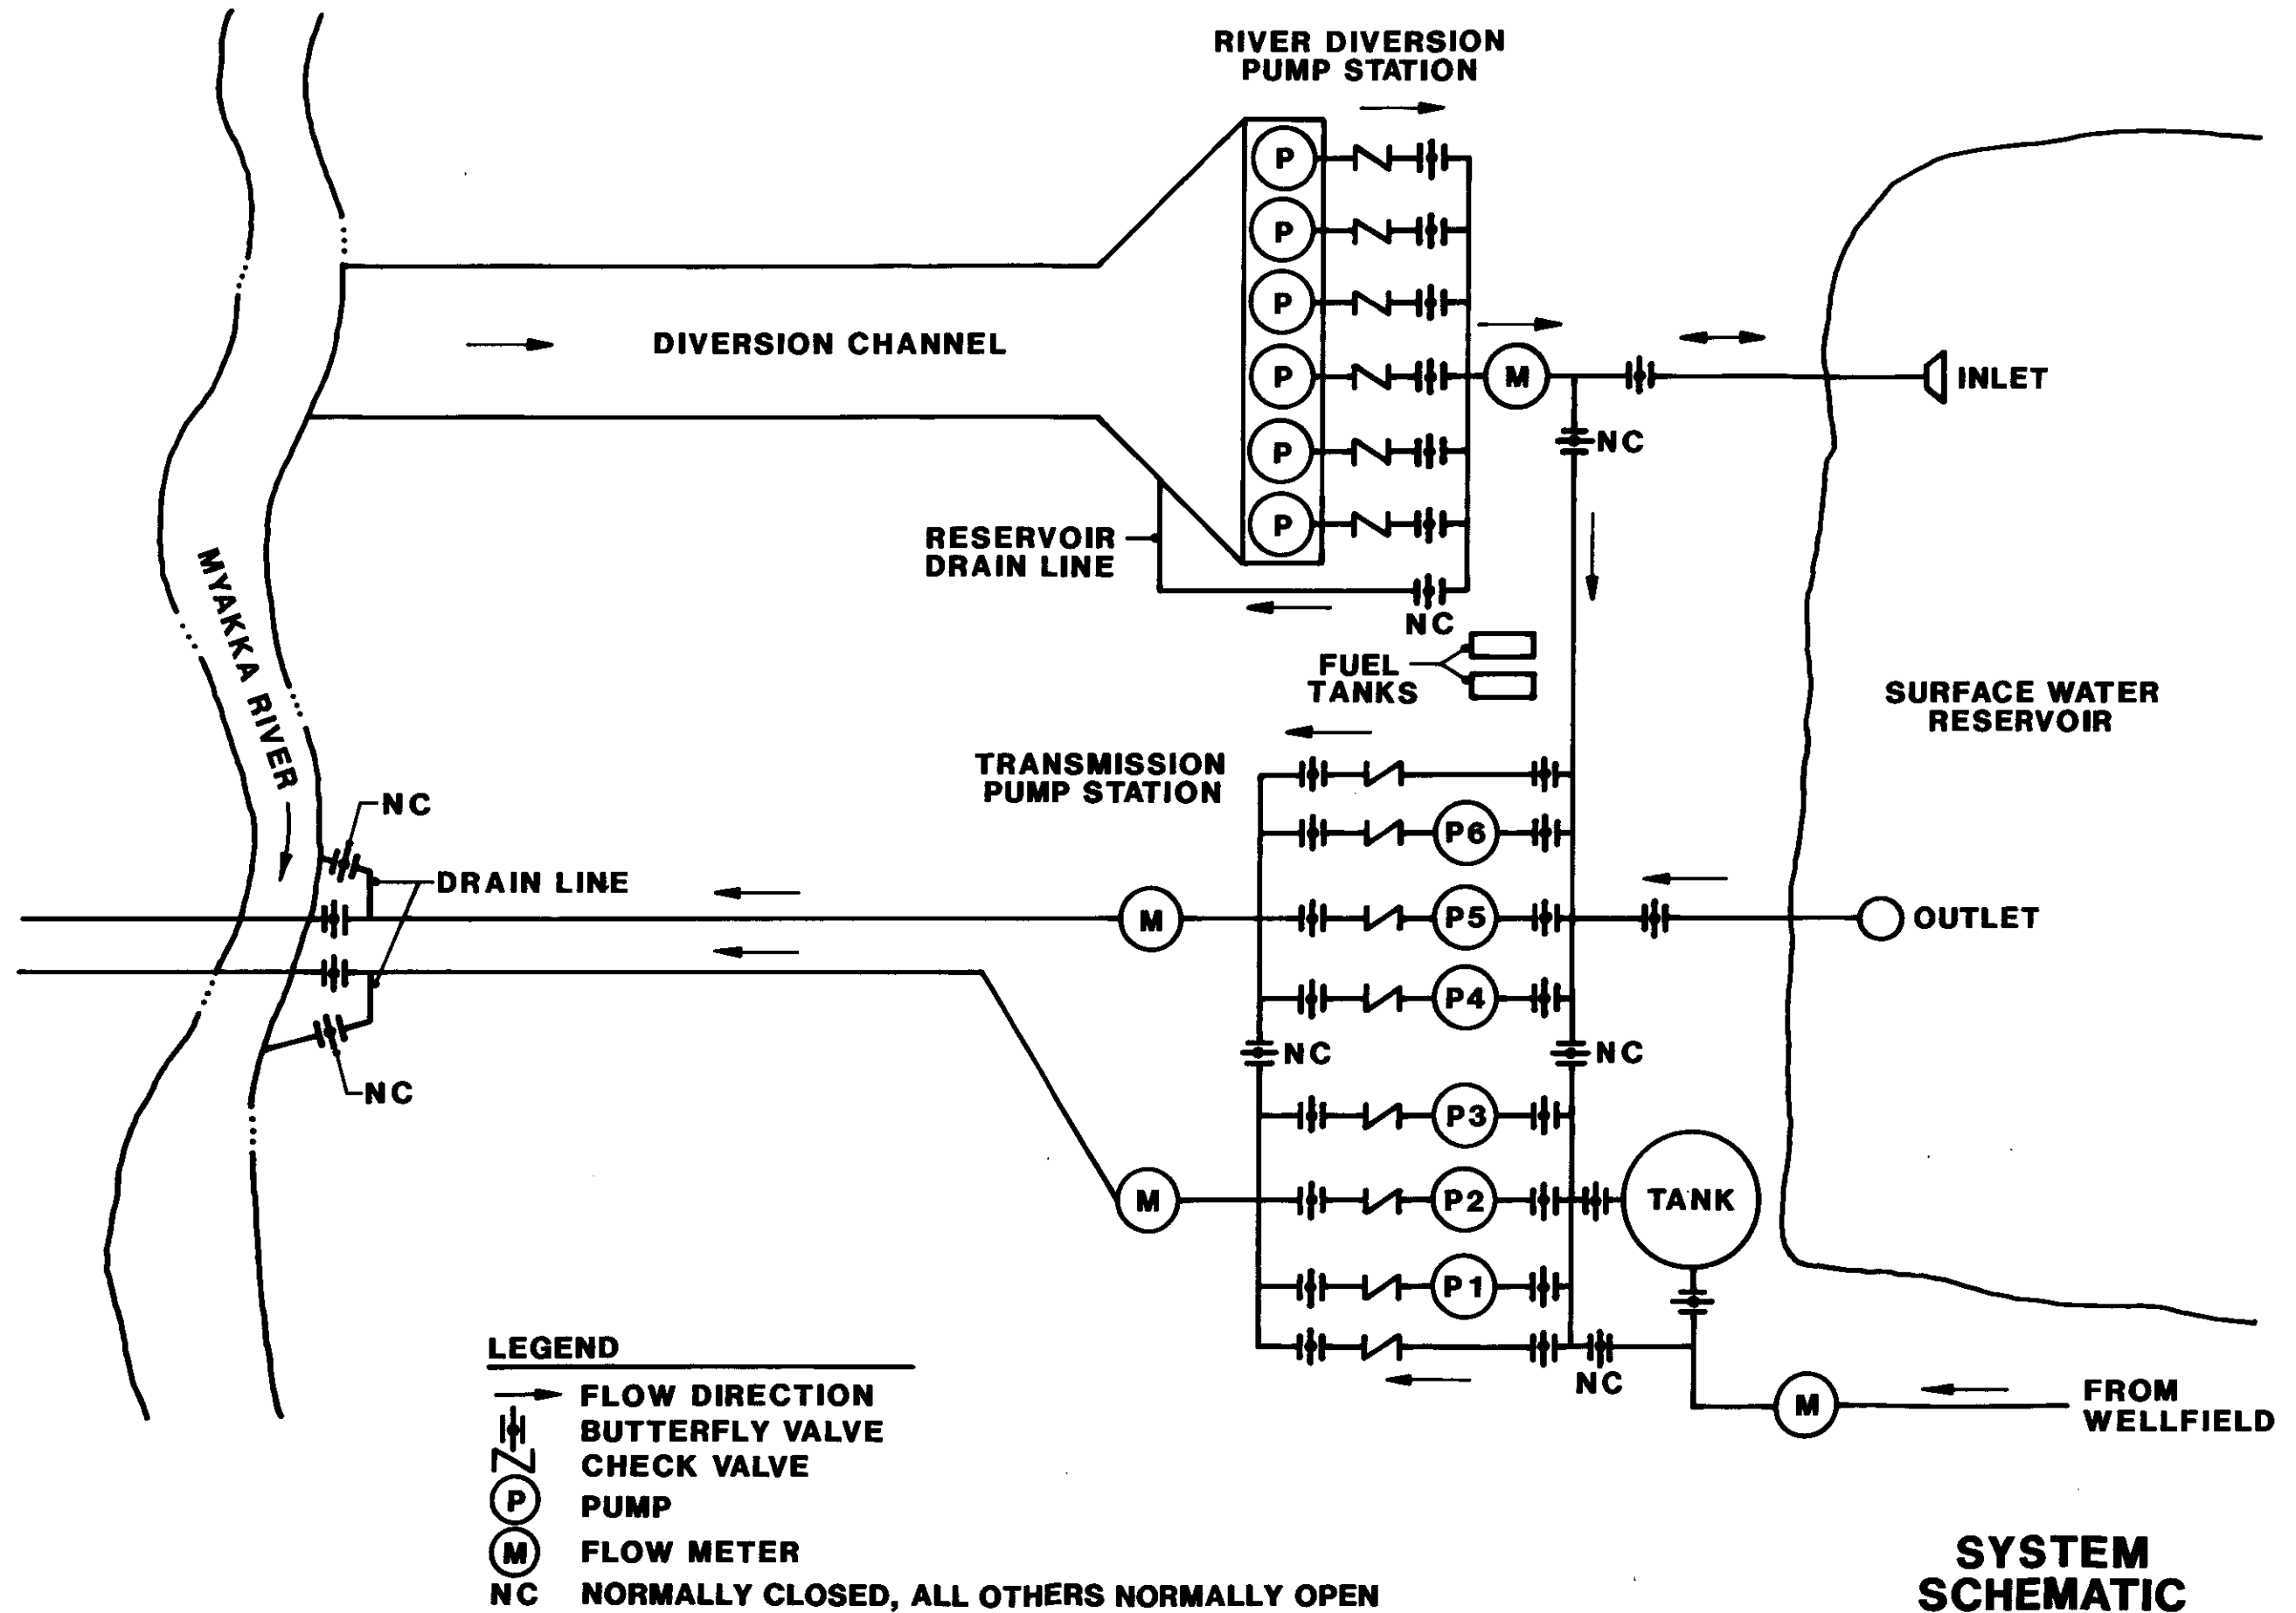 RIVER DIVERSION
PUMP STATION
P
P
P
P
P
P
DIVERSION CHANNEL
M
INLET
NC
RESERVOIR
DRAIN LINE
NC
FUEL
TANKS
MYAKKA RIVER
SURFACE WATER
RESERVOIR
TRANSMISSION
PUMP STATION
NC
P6
DRAIN LINE
M
P5
OUTLET
P4
NC
NC
NC
P3
M
P2
TANK
P1
NC
M
FROM
WELLFIELD
LEGEND
FLOW DIRECTION
BUTTERFLY VALVE
CHECK VALVE
P PUMP
M FLOW METER
NC NORMALLY CLOSED, ALL OTHERS NORMALLY OPEN
SYSTEM
SCHEMATIC